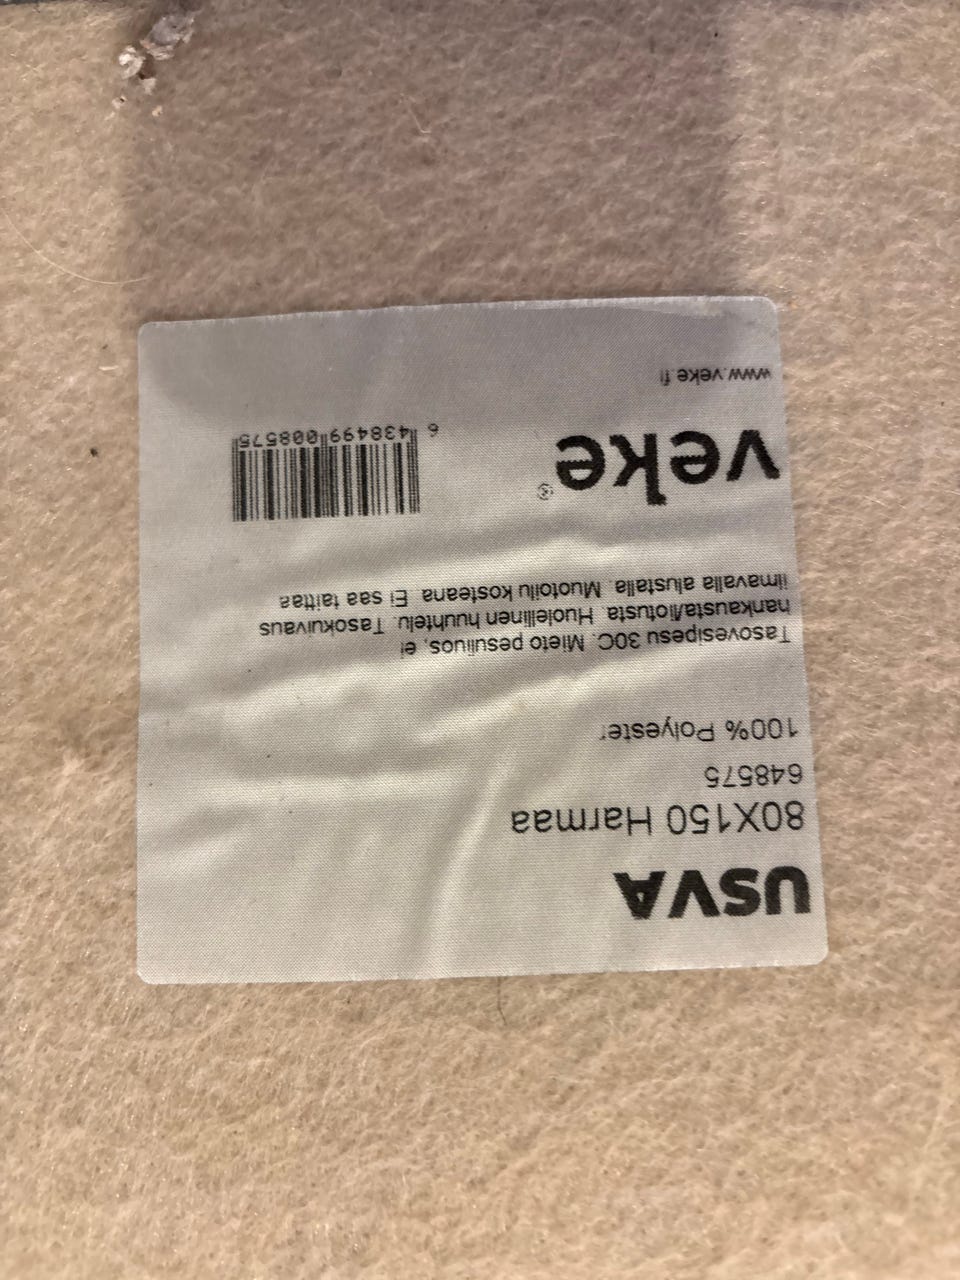 USVA
80X150 Harmaa
648575
100% Polyester
Tasovesipesu 30C. Mieto pesuliuos, ei
hankausta/liotusta. Huolellinen huuhtelu. Tasokuivaus
ilmavalla alustalla. Muotoilu kosteana. Ei saa taittaa
veke®
6 438499 008575
www.veke.fi